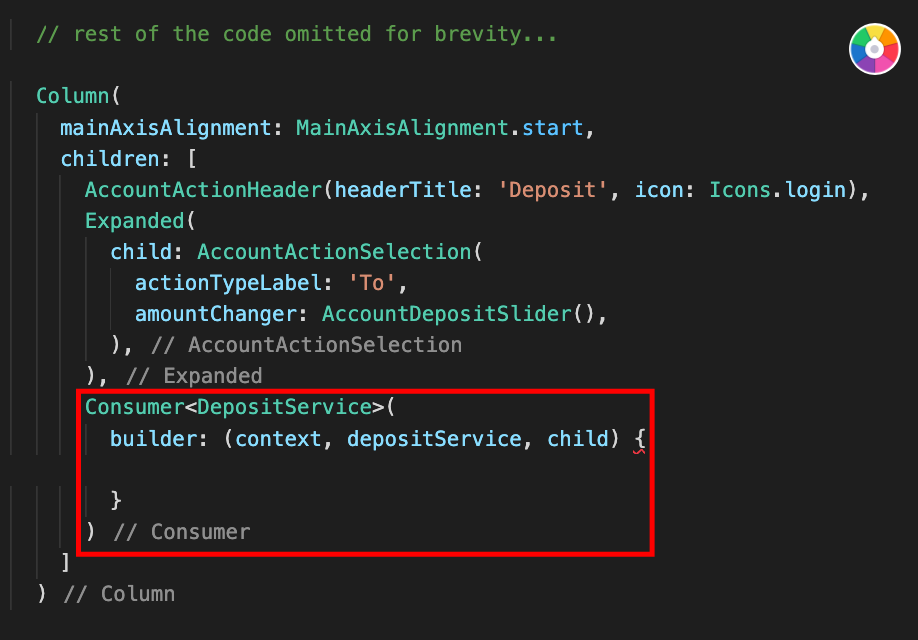 // rest of the code omitted for brevity...
Column(
mainAxisAlignment: MainAxisAlignment.start,
children: [
AccountActionHeader(headerTitle: 'Deposit', icon: Icons.login),
Expanded(
child: AccountActionSelection(
actionTypeLabel: 'To',
amountChanger: AccountDepositSlider(),
), // AccountActionSelection
), // Expanded
Consumer<DepositService>(
builder: (context, depositService, child) {
}
) // Consumer
]
) // Column